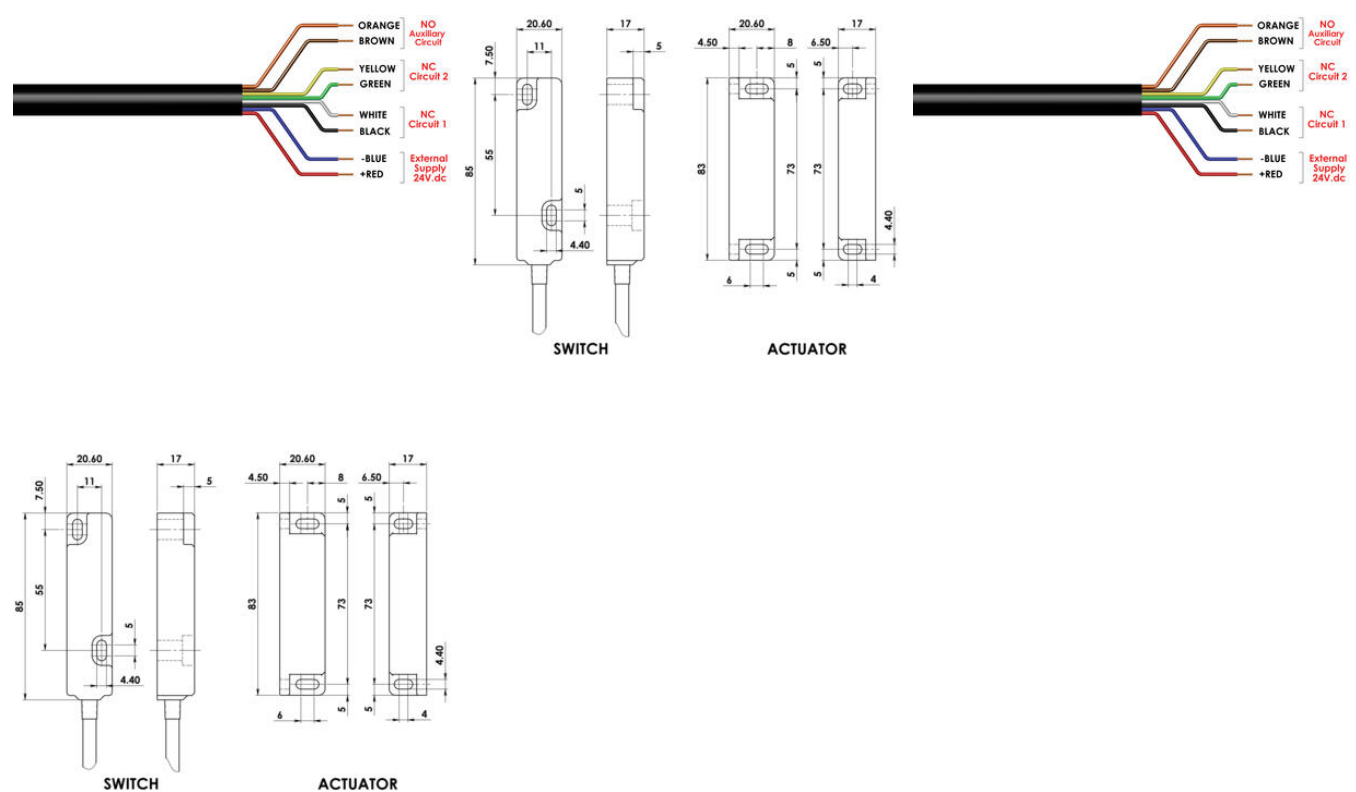 ORANGE
BROWN
NO
Auxiliary
Circuit
YELLOW
GREEN
NC
Circuit 2
WHITE
BLACK
NC
Circuit 1
-BLUE
+RED
External
Supply
24V.dc
20.60
11
7.50
55
85
5
4.40
17
5
SWITCH
20.60
4.50
8
5
83
73
6
5
17
6.50
5
73
4.40
5
4
ACTUATOR
ORANGE
BROWN
NO
Auxiliary
Circuit
YELLOW
GREEN
NC
Circuit 2
WHITE
BLACK
NC
Circuit 1
-BLUE
+RED
External
Supply
24V.dc
20.60
11
7.50
55
85
5
4.40
17
5
SWITCH
20.60
4.50
8
5
83
73
6
5
17
6.50
5
73
4.40
5
4
ACTUATOR